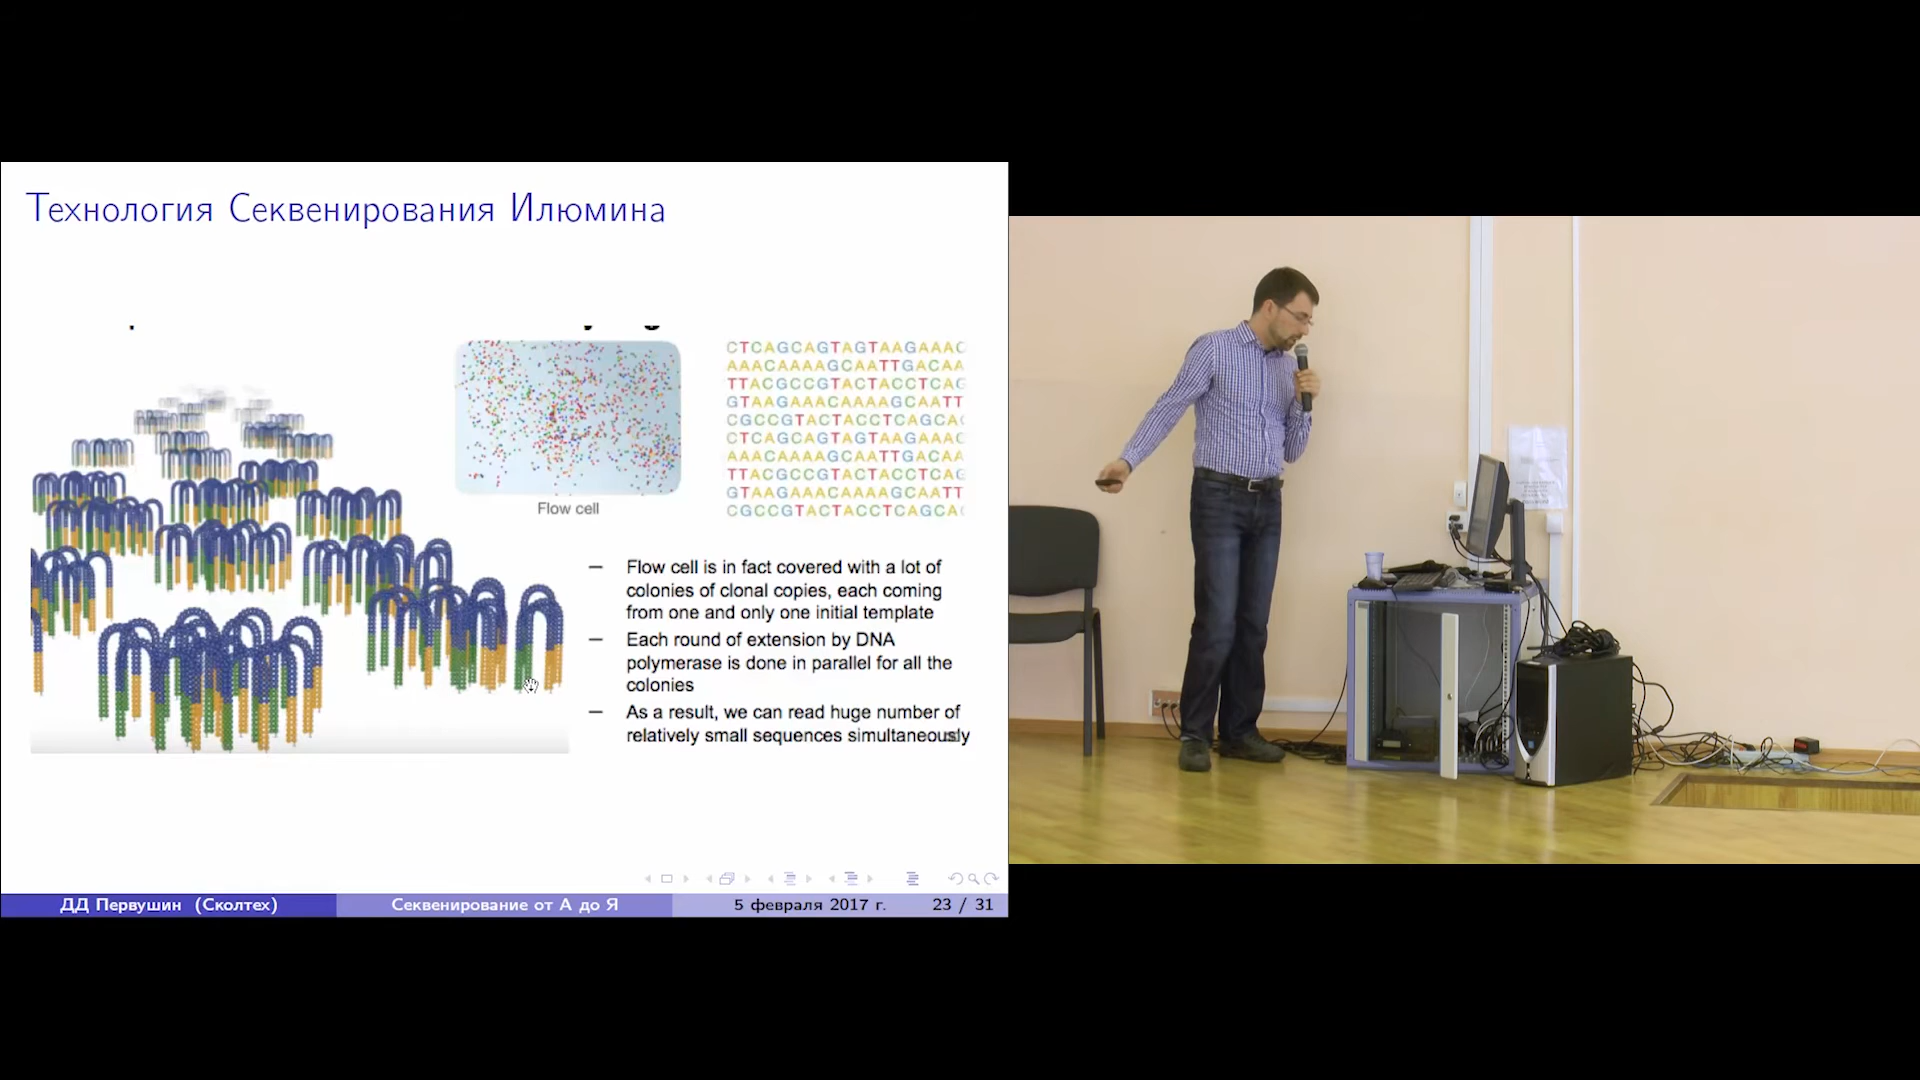 Технология Секвенирования Илюмина
CTCAGCAGTAGTAAGAAAC
AAACAAAAGCAATTGACAA
TTACGCCGTACTACCTCAG
GTAAGAAACAAAAGCAATT
CGCCGTACTACCTCAGCA
CTCAGCAGTAGTAAGAAAC
AAACAAAAGCAATTGACAA
TTACGCCGTACTACCTCAG
GTAAGAAACAAAAGCAATT
CGCCGTACTACCTCAGCA
Flow cell
— Flow cell is in fact covered with a lot of
colonies of clonal copies, each coming
from one and only one initial template
— Each round of extension by DNA
polymerase is done in parallel for all the
colonies
— As a result, we can read huge number of
relatively small sequences simultaneously
ДД Первушин (Сколтех) Секвенирование от А до Я 5 февраля 2017 г. 23 / 31